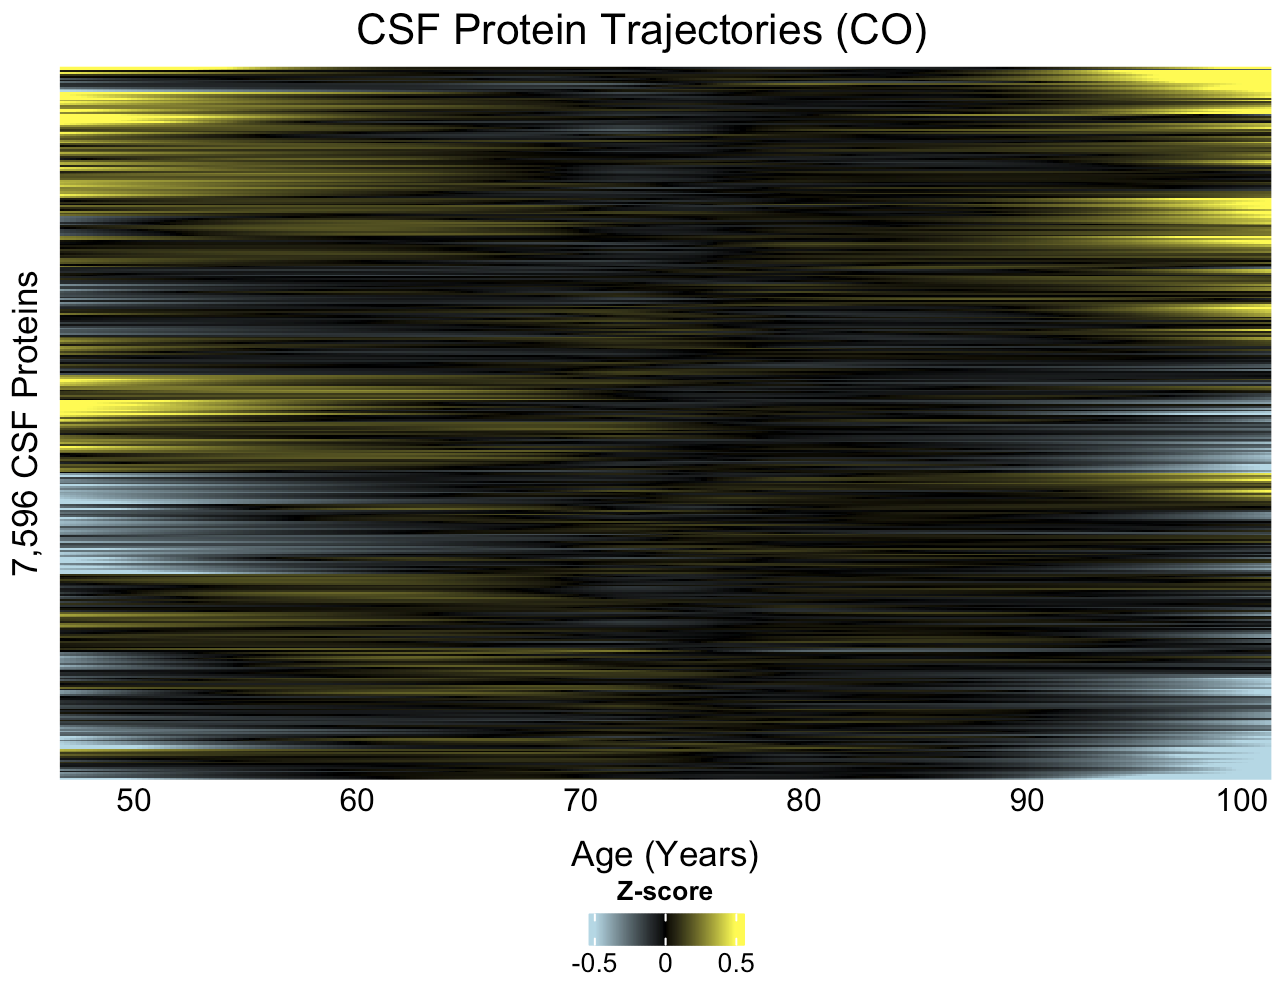 CSF Protein Trajectories (CO)
7,596 CSF Proteins
50 60 70 80 90 100
Age (Years)
Z-score
-0.5 0 0.5